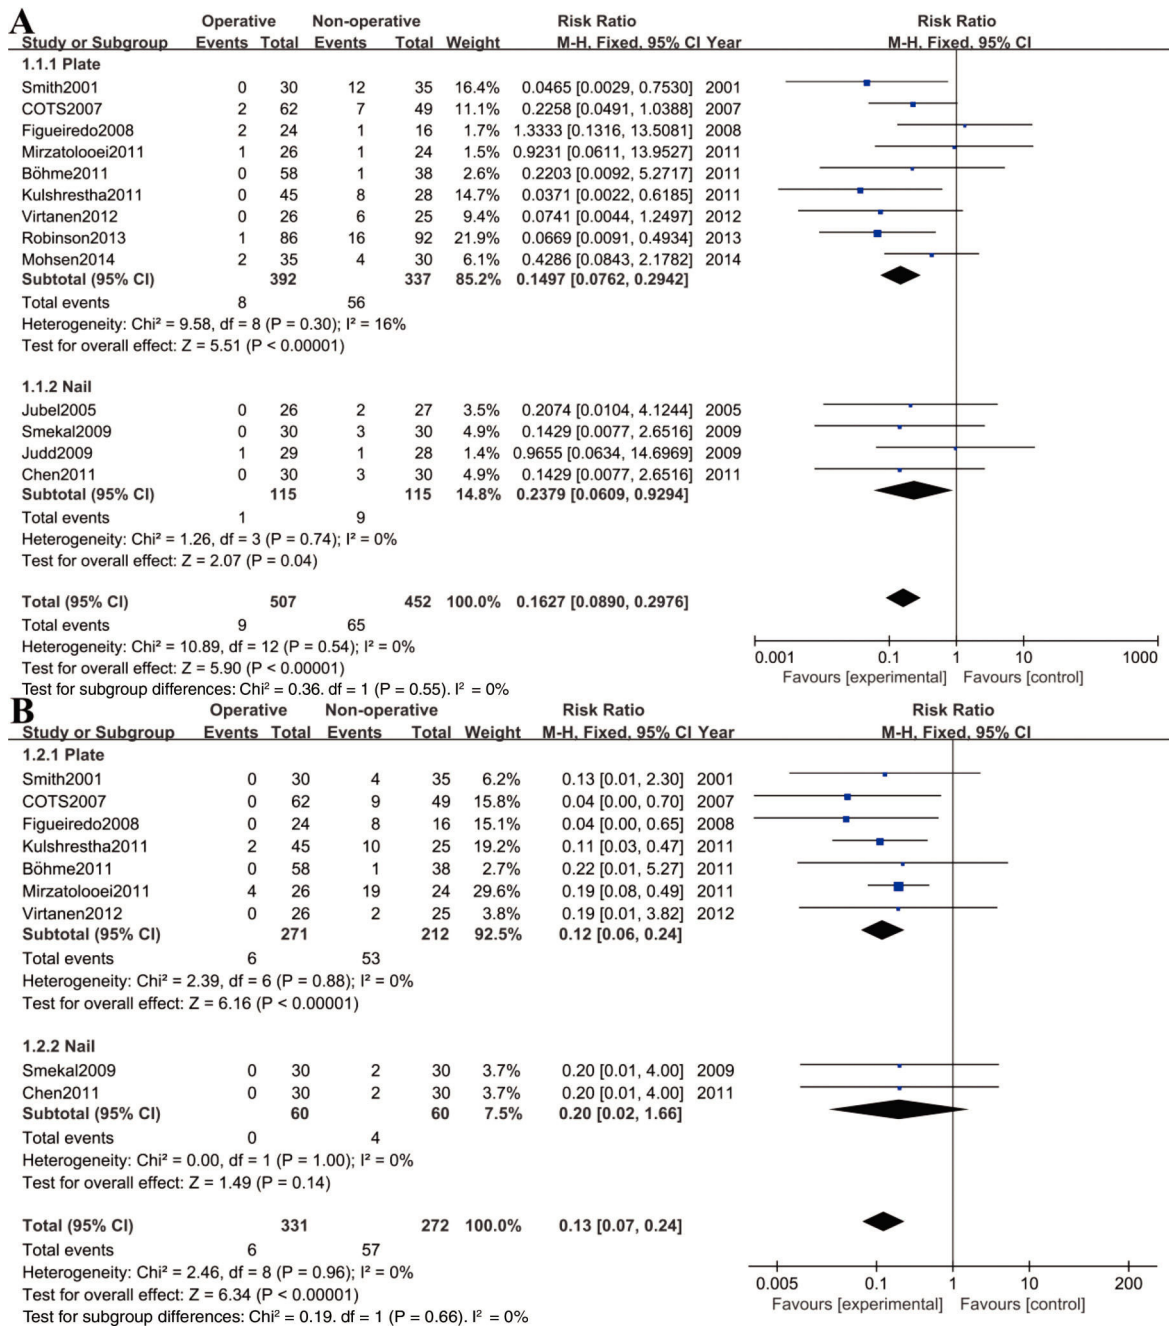 A
Operative Non-operative Risk Ratio Risk Ratio
Study or Subgroup Events Total Events Total Weight M-H, Fixed, 95% CI Year M-H, Fixed, 95% CI
1.1.1 Plate
Smith2001 0 30 12 35 16.4% 0.0465 [0.0029, 0.7530] 2001
COTS2007 2 62 7 49 11.1% 0.2258 [0.0491, 1.0388] 2007
Figueiredo2008 2 24 1 16 1.7% 1.3333 [0.1316, 13.5081] 2008
Mirzatolooei2011 1 26 1 24 1.5% 0.9231 [0.0611, 13.9527] 2011
Böhme2011 0 58 1 38 2.6% 0.2203 [0.0092, 5.2717] 2011
Kulshrestha2011 0 45 8 28 14.7% 0.0371 [0.0022, 0.6185] 2011
Virtanen2012 0 26 6 25 9.4% 0.0741 [0.0044, 1.2497] 2012
Robinson2013 1 86 16 92 21.9% 0.0669 [0.0091, 0.4934] 2013
Mohsen2014 2 35 4 30 6.1% 0.4286 [0.0843, 2.1782] 2014
Subtotal (95% CI) 392 337 85.2% 0.1497 [0.0762, 0.2942]
Total events 8 56
Heterogeneity: Chi² = 9.58, df = 8 (P = 0.30); I² = 16%
Test for overall effect: Z = 5.51 (P < 0.00001)
1.1.2 Nail
Jubel2005 0 26 2 27 3.5% 0.2074 [0.0104, 4.1244] 2005
Smekal2009 0 30 3 30 4.9% 0.1429 [0.0077, 2.6516] 2009
Judd2009 1 29 1 28 1.4% 0.9655 [0.0634, 14.6969] 2009
Chen2011 0 30 3 30 4.9% 0.1429 [0.0077, 2.6516] 2011
Subtotal (95% CI) 115 115 14.8% 0.2379 [0.0609, 0.9294]
Total events 1 9
Heterogeneity: Chi² = 1.26, df = 3 (P = 0.74); I² = 0%
Test for overall effect: Z = 2.07 (P = 0.04)
Total (95% CI) 507 452 100.0% 0.1627 [0.0890, 0.2976]
Total events 9 65
Heterogeneity: Chi² = 10.89, df = 12 (P = 0.54); I² = 0%
Test for overall effect: Z = 5.90 (P < 0.00001)
Test for subgroup differences: Chi² = 0.36. df = 1 (P = 0.55). I² = 0%
0.001 0.1 1 10 1000
Favours [experimental] Favours [control]
B
Operative Non-operative Risk Ratio Risk Ratio
Study or Subgroup Events Total Events Total Weight M-H, Fixed, 95% CI Year M-H, Fixed, 95% CI
1.2.1 Plate
Smith2001 0 30 4 35 6.2% 0.13 [0.01, 2.30] 2001
COTS2007 0 62 9 49 15.8% 0.04 [0.00, 0.70] 2007
Figueiredo2008 0 24 8 16 15.1% 0.04 [0.00, 0.65] 2008
Kulshrestha2011 2 45 10 25 19.2% 0.11 [0.03, 0.47] 2011
Böhme2011 0 58 1 38 2.7% 0.22 [0.01, 5.27] 2011
Mirzatolooei2011 4 26 19 24 29.6% 0.19 [0.08, 0.49] 2011
Virtanen2012 0 26 2 25 3.8% 0.19 [0.01, 3.82] 2012
Subtotal (95% CI) 271 212 92.5% 0.12 [0.06, 0.24]
Total events 6 53
Heterogeneity: Chi² = 2.39, df = 6 (P = 0.88); I² = 0%
Test for overall effect: Z = 6.16 (P < 0.00001)
1.2.2 Nail
Smekal2009 0 30 2 30 3.7% 0.20 [0.01, 4.00] 2009
Chen2011 0 30 2 30 3.7% 0.20 [0.01, 4.00] 2011
Subtotal (95% CI) 60 60 7.5% 0.20 [0.02, 1.66]
Total events 0 4
Heterogeneity: Chi² = 0.00, df = 1 (P = 1.00); I² = 0%
Test for overall effect: Z = 1.49 (P = 0.14)
Total (95% CI) 331 272 100.0% 0.13 [0.07, 0.24]
Total events 6 57
Heterogeneity: Chi² = 2.46, df = 8 (P = 0.96); I² = 0%
Test for overall effect: Z = 6.34 (P < 0.00001)
Test for subgroup differences: Chi² = 0.19. df = 1 (P = 0.66). I² = 0%
0.005 0.1 1 10 200
Favours [experimental] Favours [control]